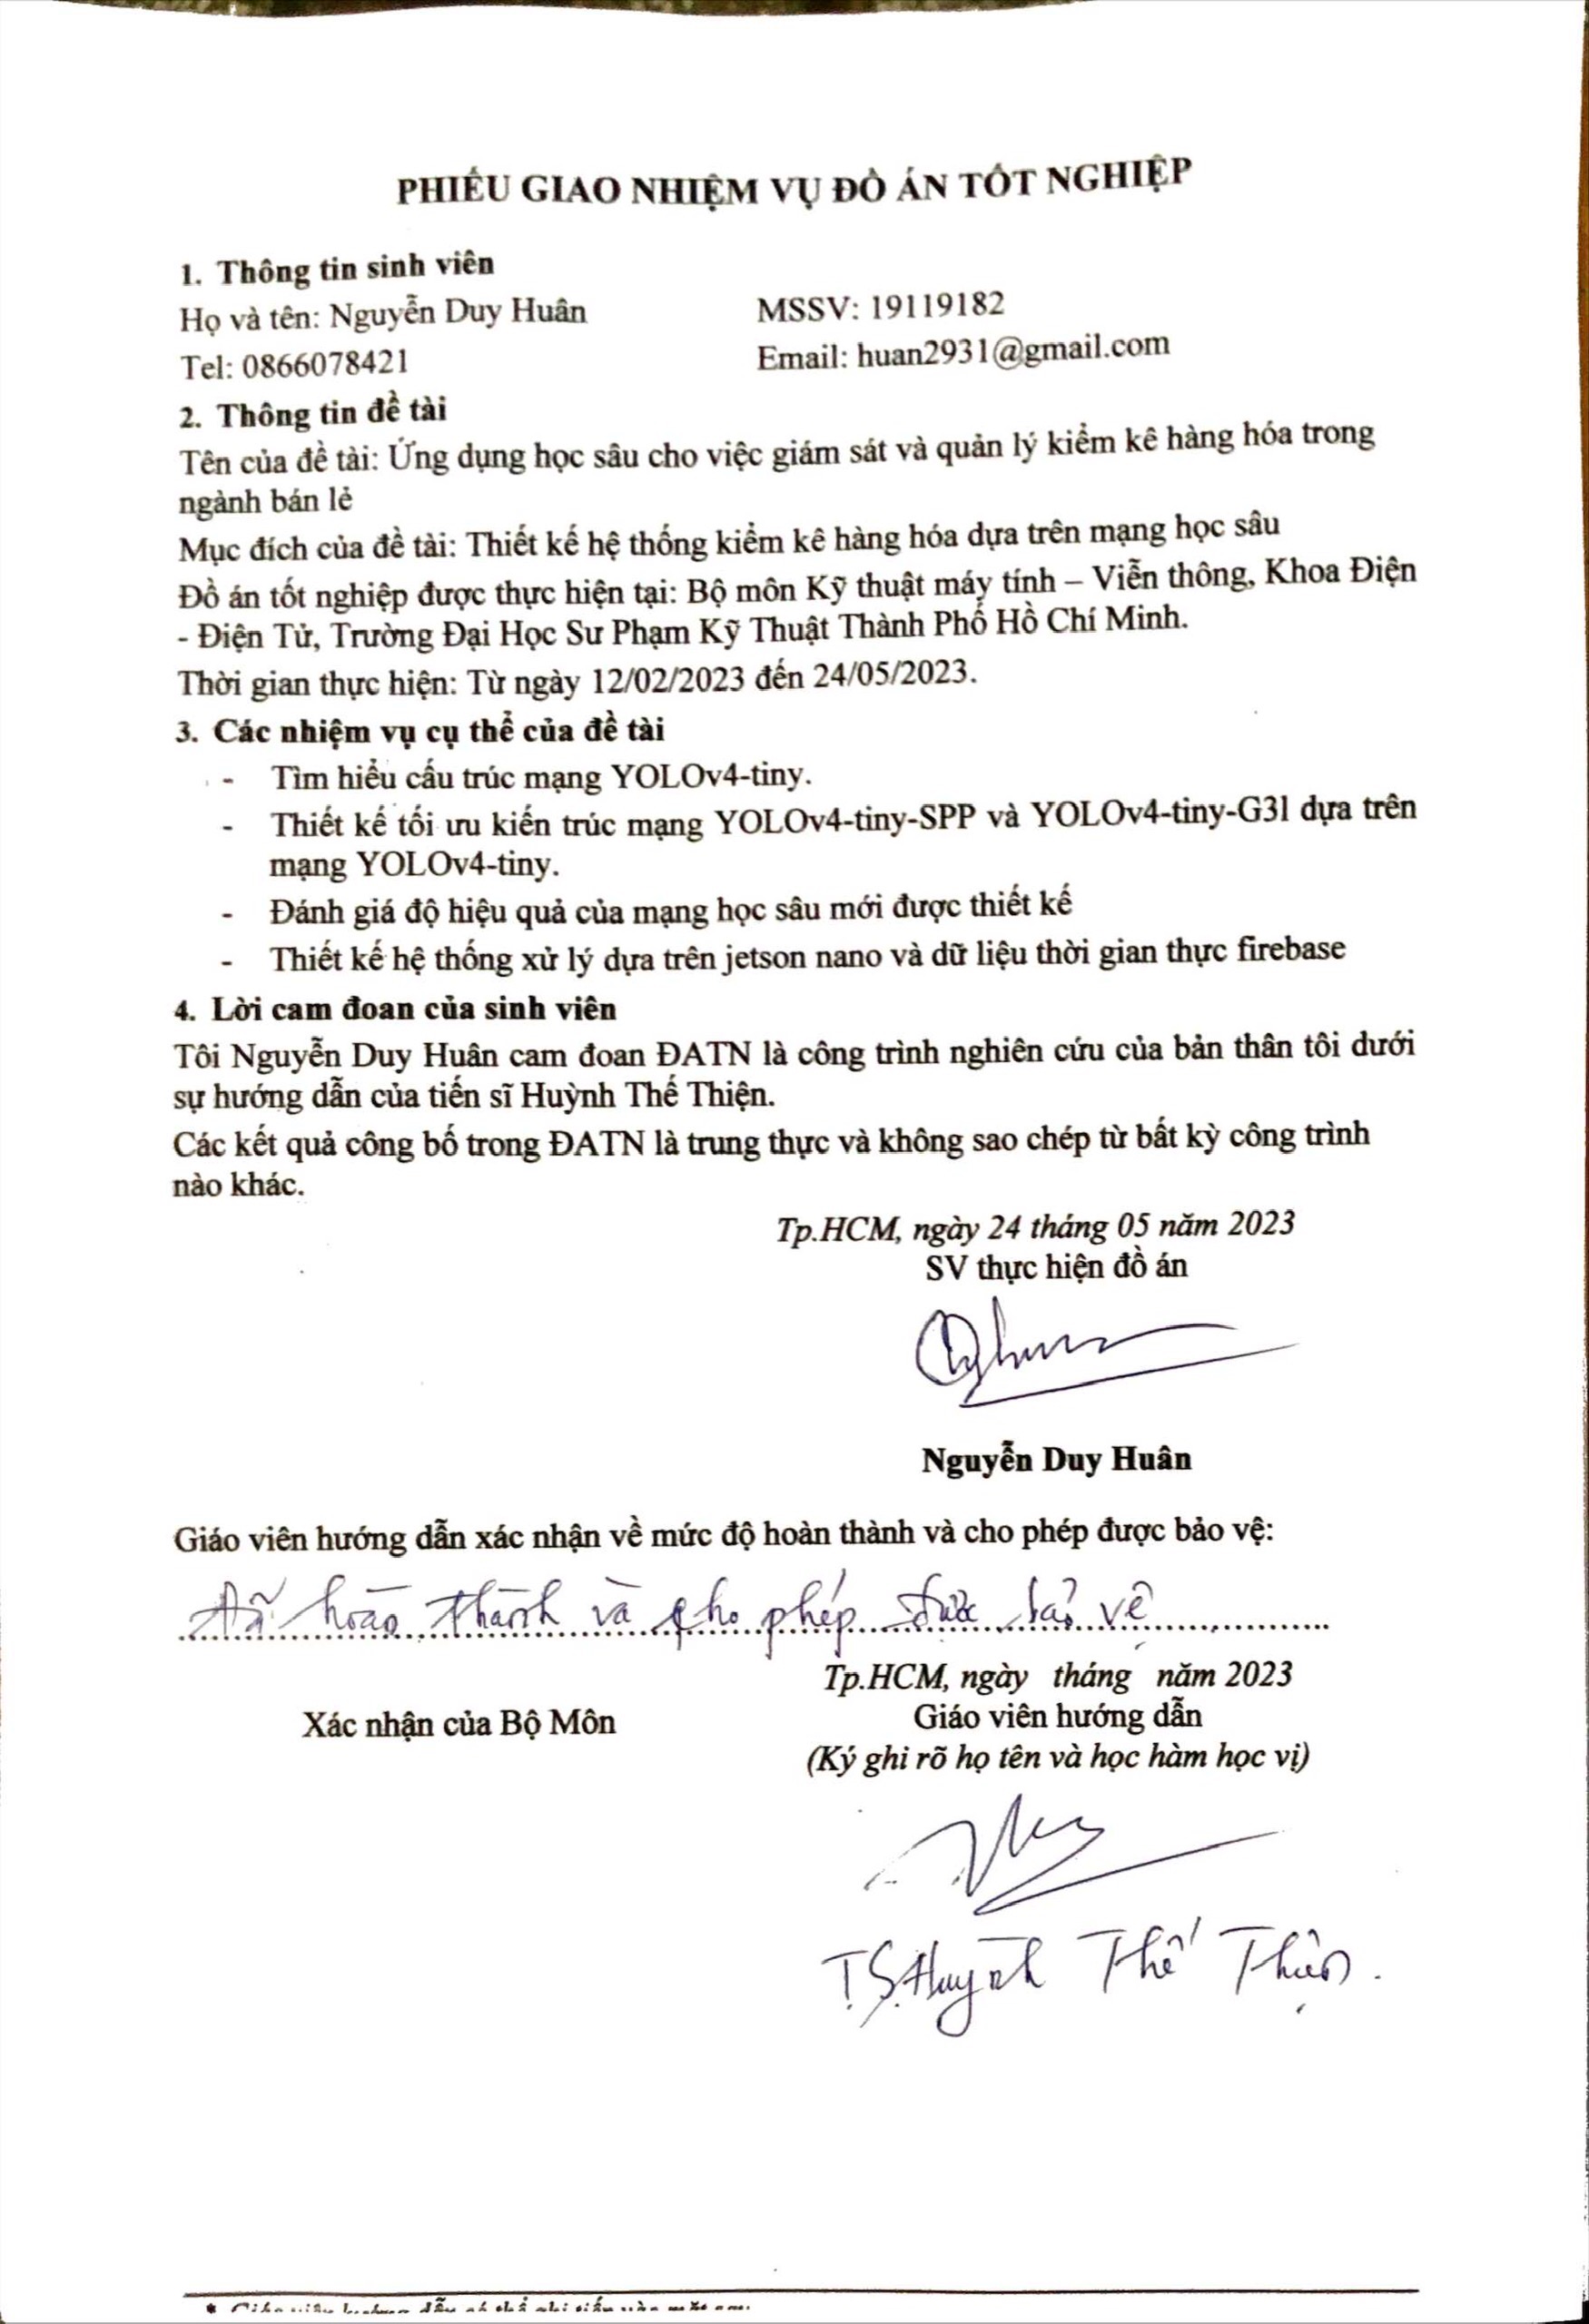 PHIẾU GIAO NHIỆM VỤ ĐỒ ÁN TỐT NGHIỆP
1. Thông tin sinh viên
Họ và tên: Nguyễn Duy Huân MSSV: 19119182
Tel: 0866078421 Email: huan2931@gmail.com
2. Thông tin đề tài
Tên của đề tài: Ứng dụng học sâu cho việc giám sát và quản lý kiểm kê hàng hóa trong
ngành bán lẻ
Mục đích của đề tài: Thiết kế hệ thống kiểm kê hàng hóa dựa trên mạng học sâu
Đồ án tốt nghiệp được thực hiện tại: Bộ môn Kỹ thuật máy tính – Viễn thông, Khoa Điện
- Điện Tử, Trường Đại Học Sư Phạm Kỹ Thuật Thành Phố Hồ Chí Minh.
Thời gian thực hiện: Từ ngày 12/02/2023 đến 24/05/2023.
3. Các nhiệm vụ cụ thể của đề tài
- Tìm hiểu cấu trúc mạng YOLOv4-tiny.
- Thiết kế tối ưu kiến trúc mạng YOLOv4-tiny-SPP và YOLOv4-tiny-G3l dựa trên
mạng YOLOv4-tiny.
- Đánh giá độ hiệu quả của mạng học sâu mới được thiết kế
- Thiết kế hệ thống xử lý dựa trên jetson nano và dữ liệu thời gian thực firebase
4. Lời cam đoan của sinh viên
Tôi Nguyễn Duy Huân cam đoan ĐATN là công trình nghiên cứu của bản thân tôi dưới
sự hướng dẫn của tiến sĩ Huỳnh Thế Thiện.
Các kết quả công bố trong ĐATN là trung thực và không sao chép từ bất kỳ công trình
nào khác.
Tp.HCM, ngày 24 tháng 05 năm 2023
SV thực hiện đồ án
Nguyễn Duy Huân
Giáo viên hướng dẫn xác nhận về mức độ hoàn thành và cho phép được bảo vệ:
Đã hoàn thành và cho phép được bảo vệ
Tp.HCM, ngày tháng năm 2023
Xác nhận của Bộ Môn Giáo viên hướng dẫn
(Ký ghi rõ họ tên và học hàm học vị)
TS. Huỳnh Thế Thiện.